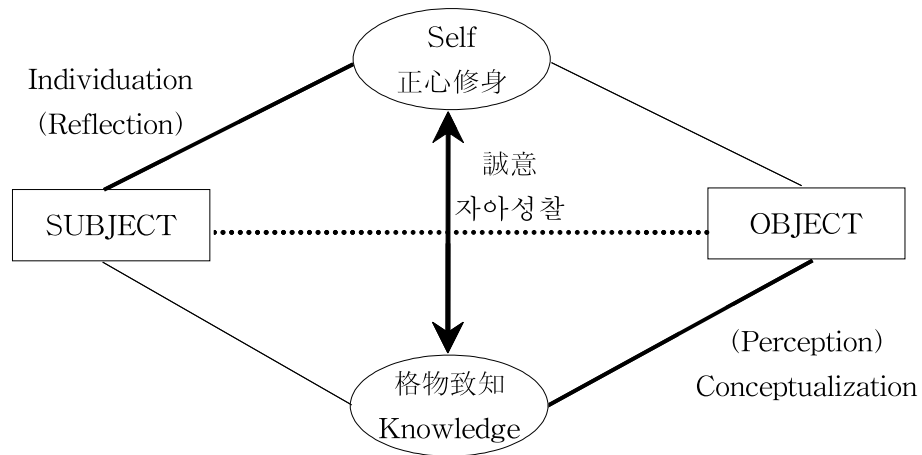 Self
正心修身
Individuation
(Reflection)
誠意
자아성찰
SUBJECT
OBJECT
(Perception)
Conceptualization
格物致知
Knowledge